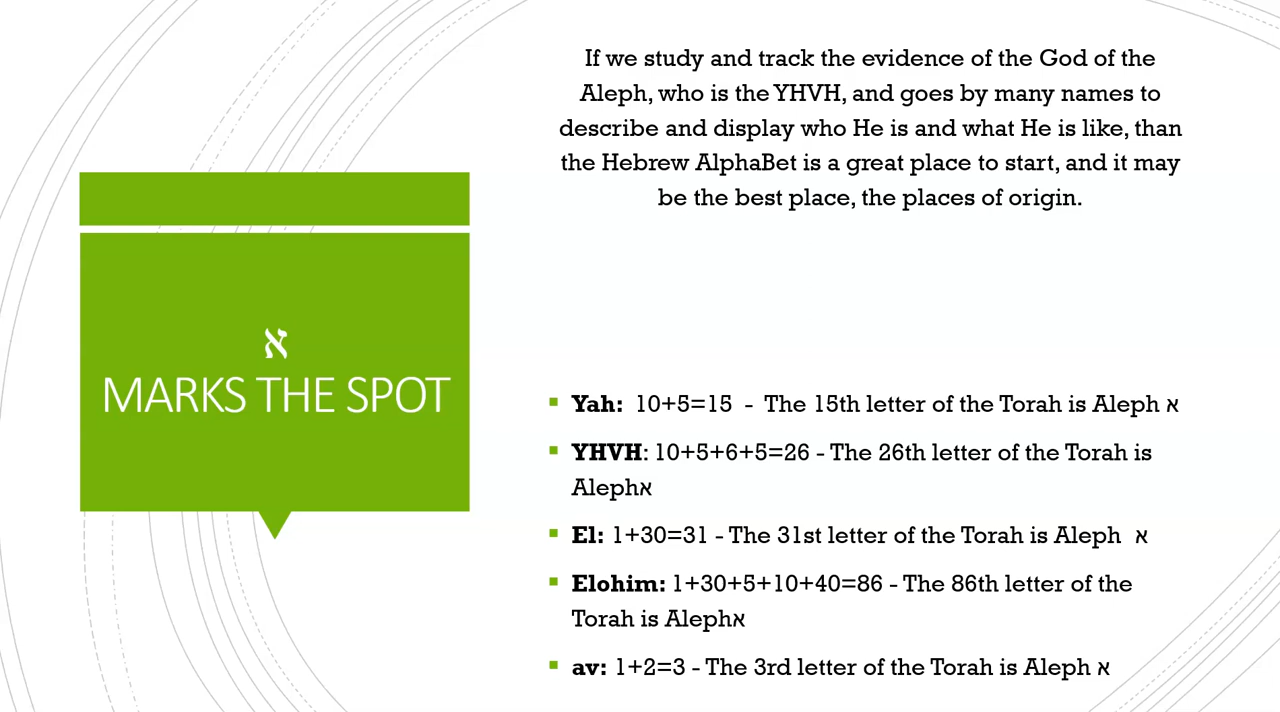 If we study and track the evidence of the God of the
Aleph, who is the YHVH, and goes by many names to
describe and display who He is and what He is like, than
the Hebrew AlphaBet is a great place to start, and it may
be the best place, the places of origin.
א
MARKS THE SPOT
▪ Yah: 10+5=15 - The 15th letter of the Torah is Aleph א
▪ YHVH: 10+5+6+5=26 - The 26th letter of the Torah is
Alephא
▪ El: 1+30=31 - The 31st letter of the Torah is Aleph א
▪ Elohim: 1+30+5+10+40=86 - The 86th letter of the
Torah is Alephא
▪ av: 1+2=3 - The 3rd letter of the Torah is Aleph א